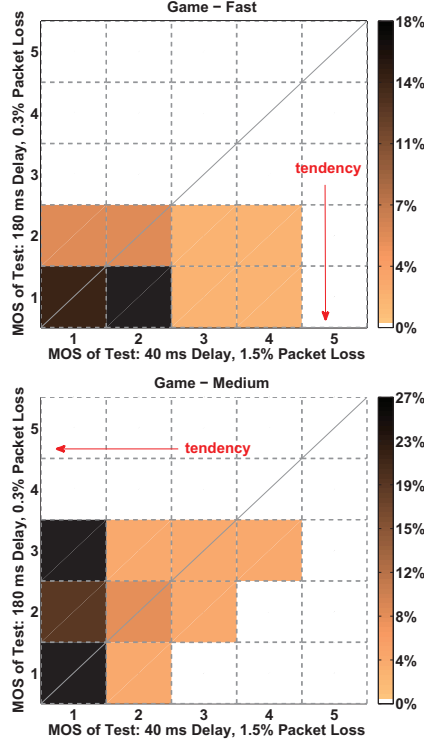 Game – Fast
MOS of Test: 180 ms Delay, 0.3% Packet Loss
5
4
3
2
1
tendency
18%
14%
11%
7%
4%
0%
1 2 3 4 5
MOS of Test: 40 ms Delay, 1.5% Packet Loss
Game – Medium
MOS of Test: 180 ms Delay, 0.3% Packet Loss
5
4
3
2
1
tendency
27%
23%
19%
15%
12%
8%
4%
0%
1 2 3 4 5
MOS of Test: 40 ms Delay, 1.5% Packet Loss